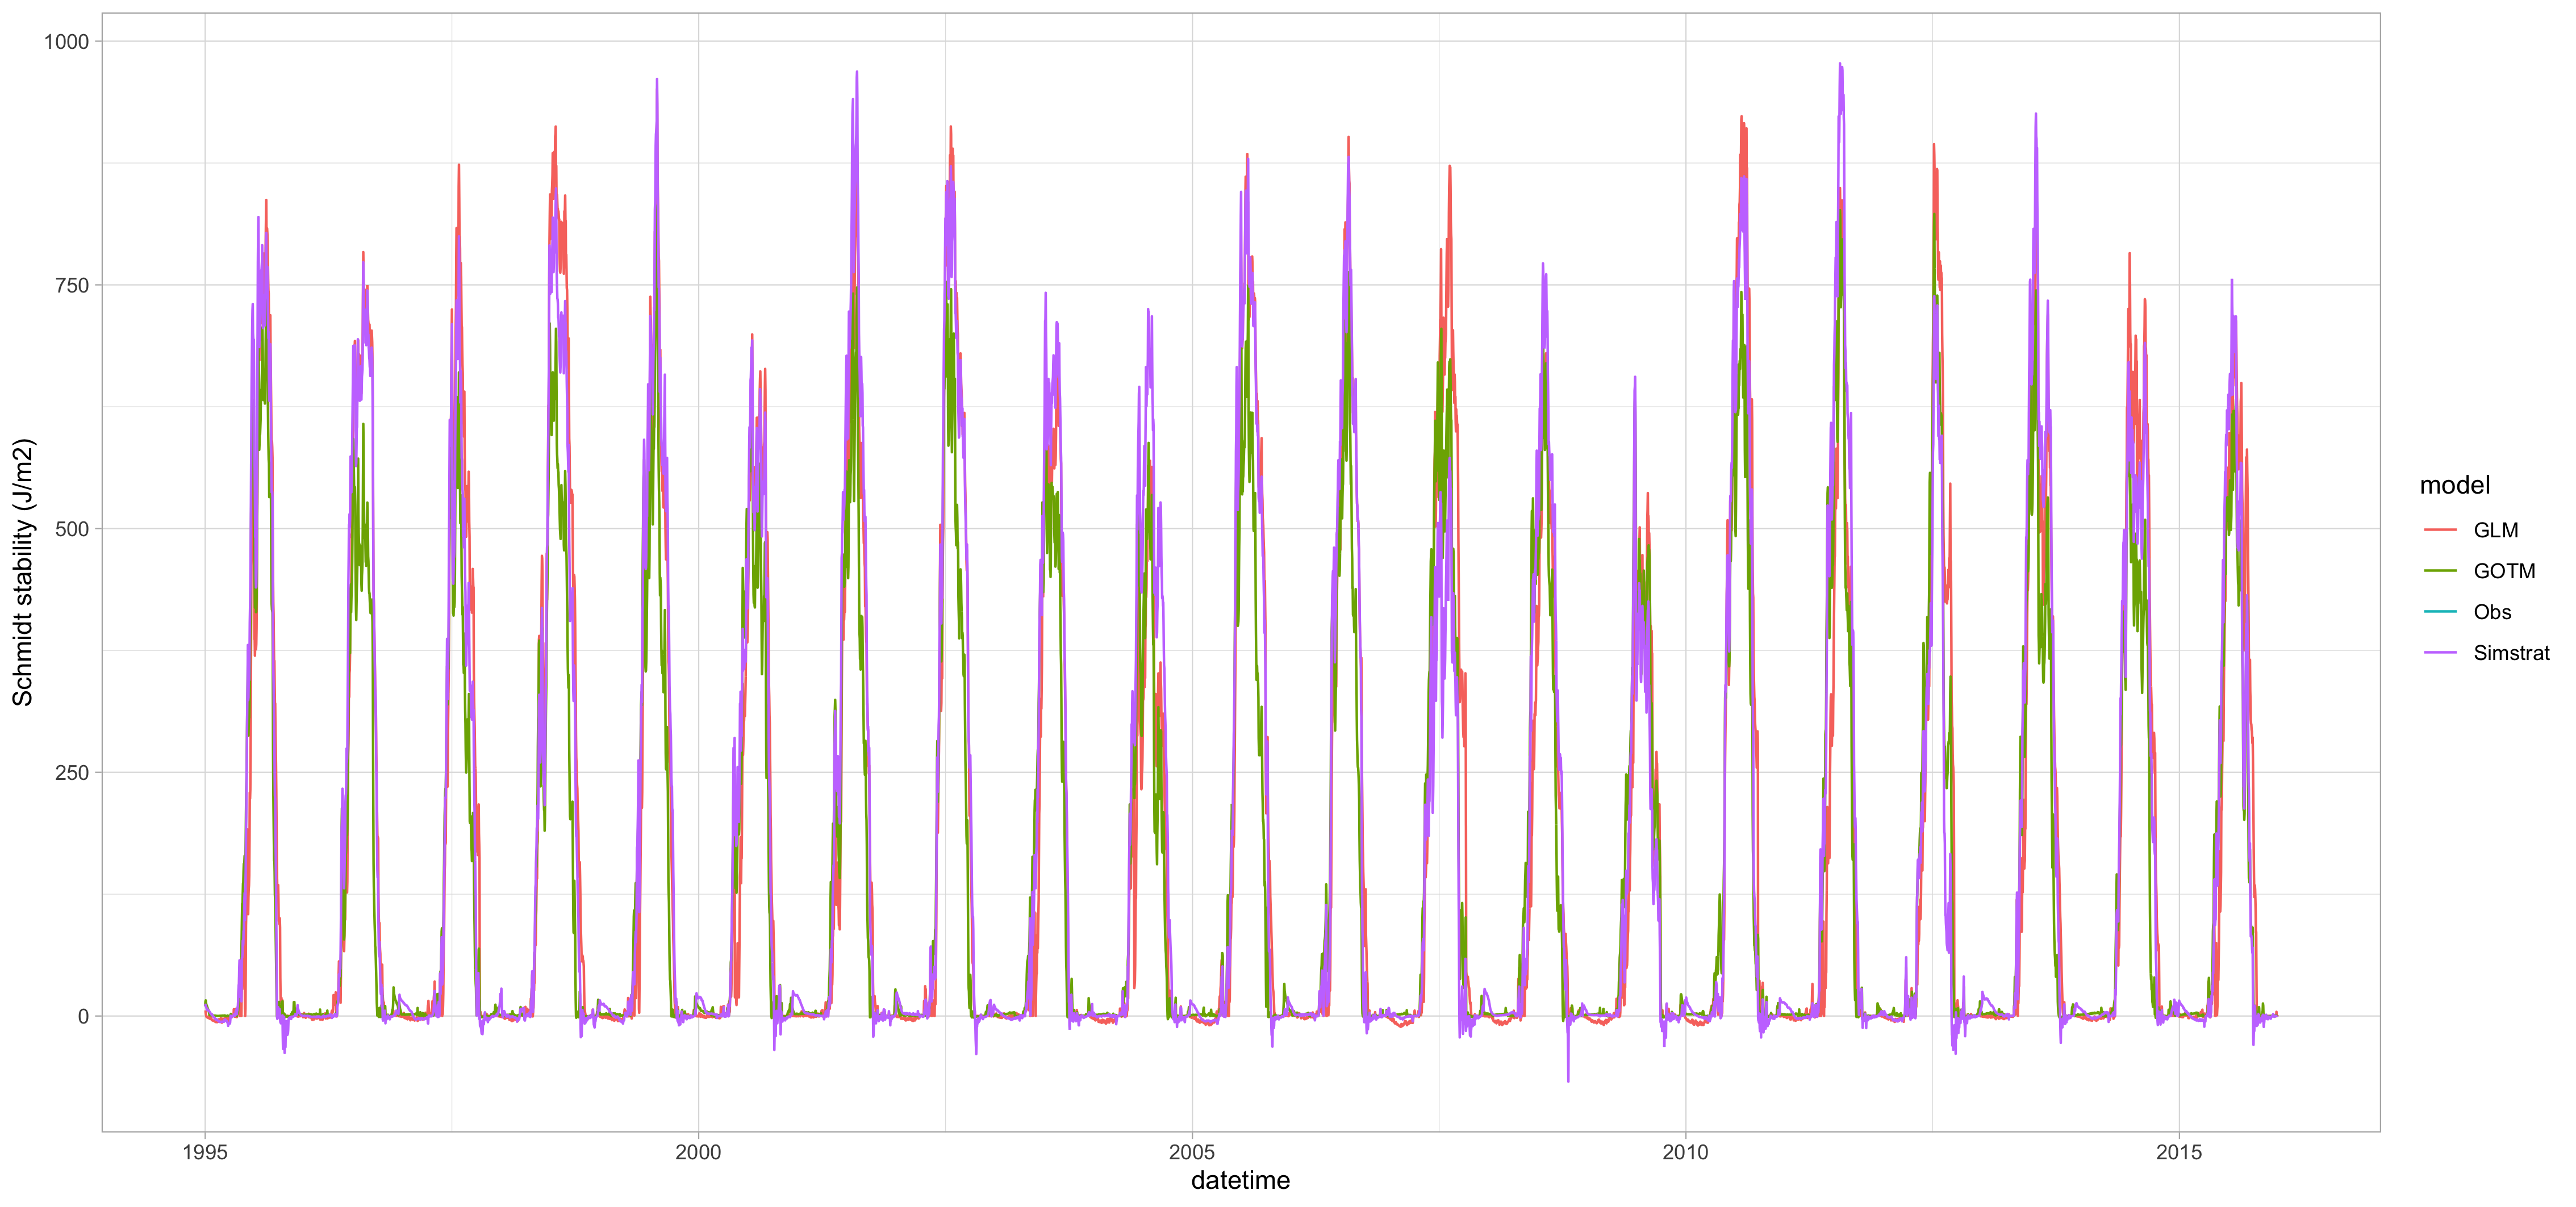 1000
750
500
250
0
Schmidt stability (J/m2)
1995
2000
2005
2010
2015
datetime
model
GLM
GOTM
Obs
Simstrat